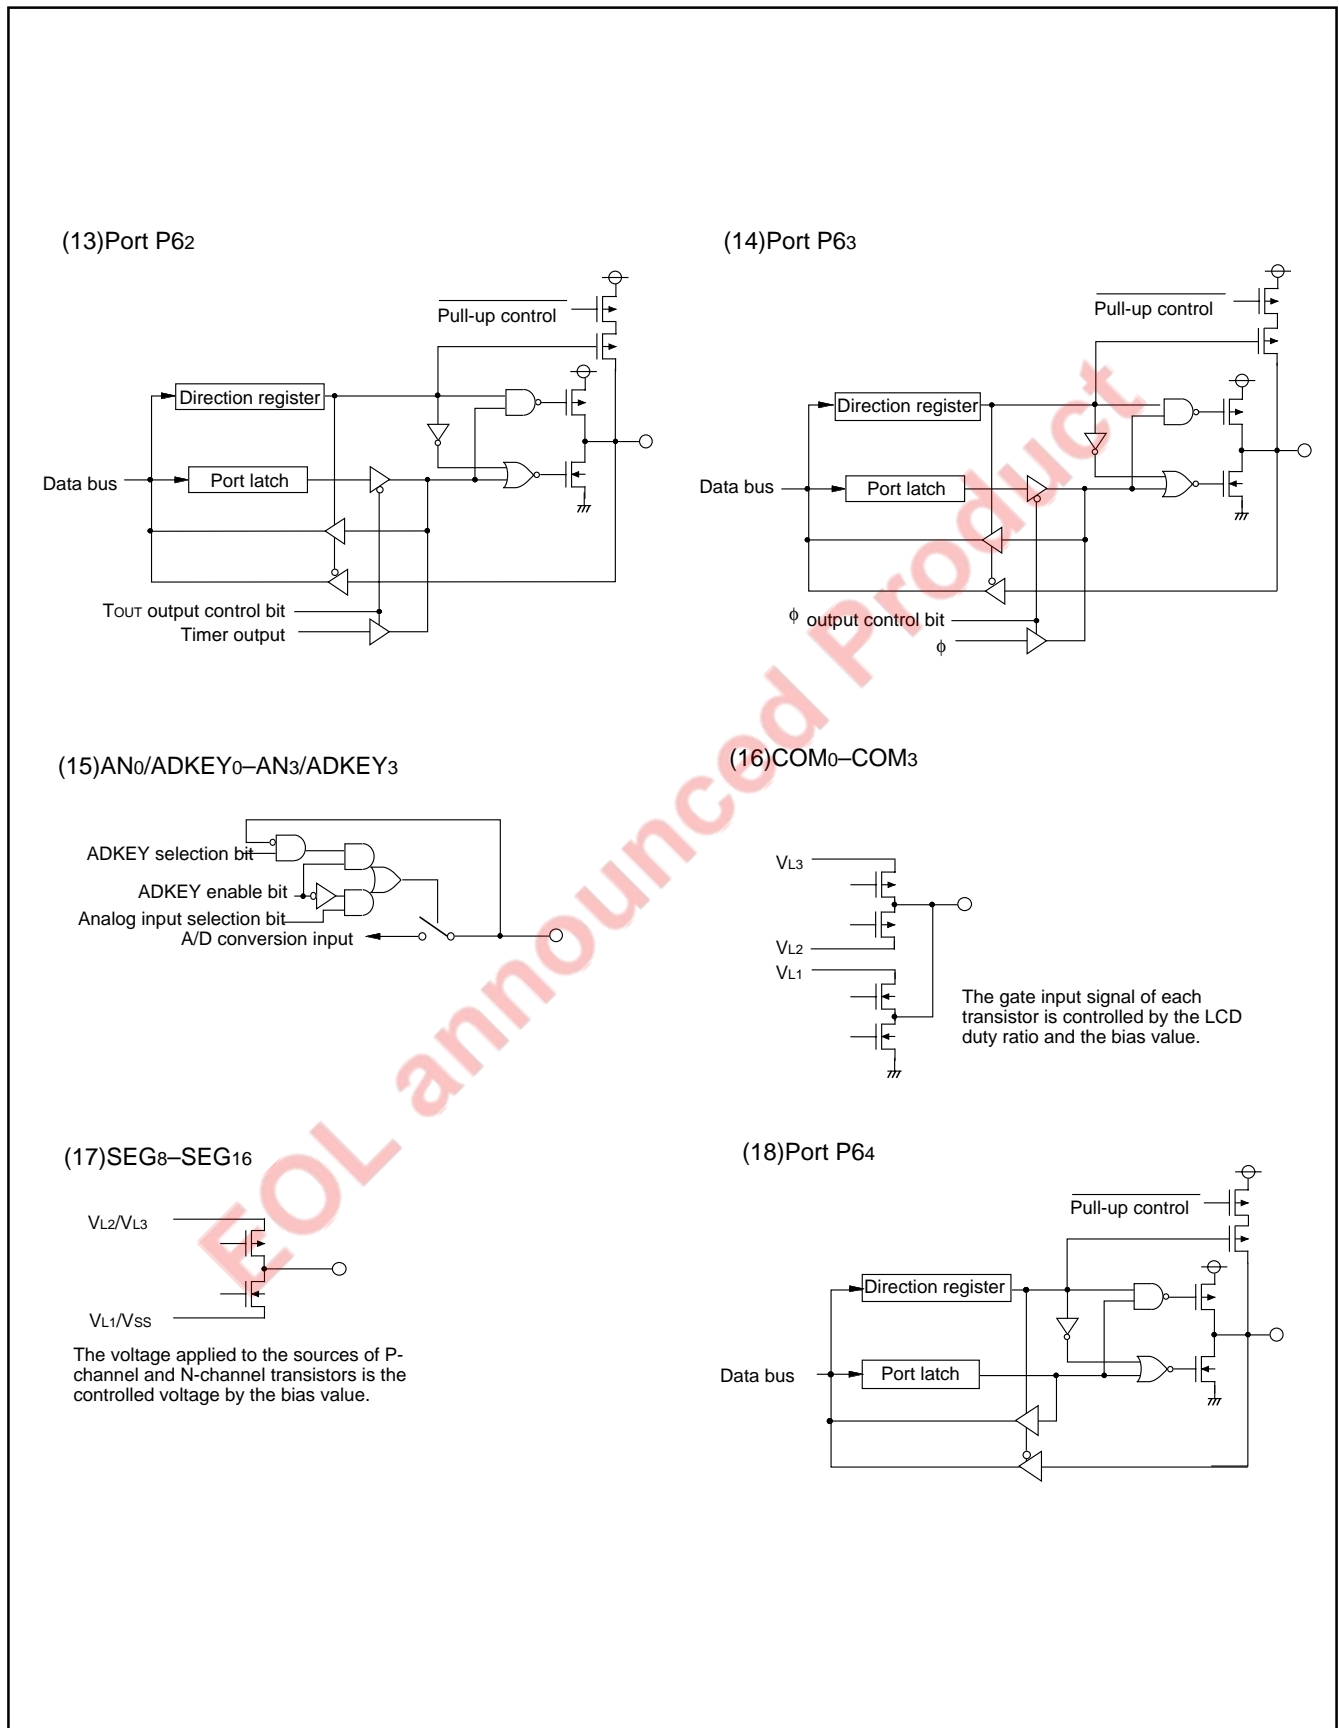 (13)Port P62
Pull-up control
Direction register
Data bus
Port latch
TOUT output control bit
Timer output
(14)Port P63
Pull-up control
Direction register
Data bus
Port latch
ϕ output control bit
ϕ
(15)AN0/ADKEY0–AN3/ADKEY3
ADKEY selection bit
ADKEY enable bit
Analog input selection bit
A/D conversion input
(16)COM0–COM3
VL3
VL2
VL1
The gate input signal of each
transistor is controlled by the LCD
duty ratio and the bias value.
(17)SEG8–SEG16
VL2/VL3
VL1/VSS
The voltage applied to the sources of P-
channel and N-channel transistors is the
controlled voltage by the bias value.
(18)Port P64
Pull-up control
Direction register
Data bus
Port latch
EOL announced Product